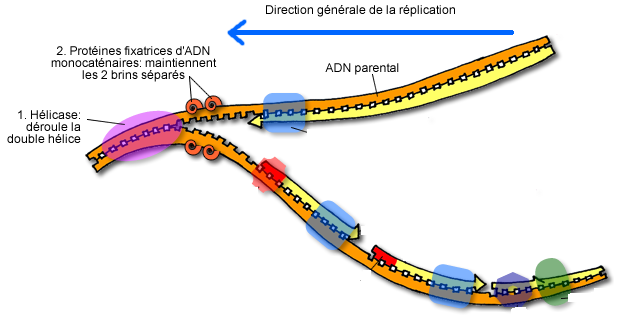 Direction générale de la réplication
2. Protéines fixatrices d'ADN
monocaténaires: maintiennent
les 2 brins séparés
ADN parental
1. Hélicase:
déroule la
double hélice